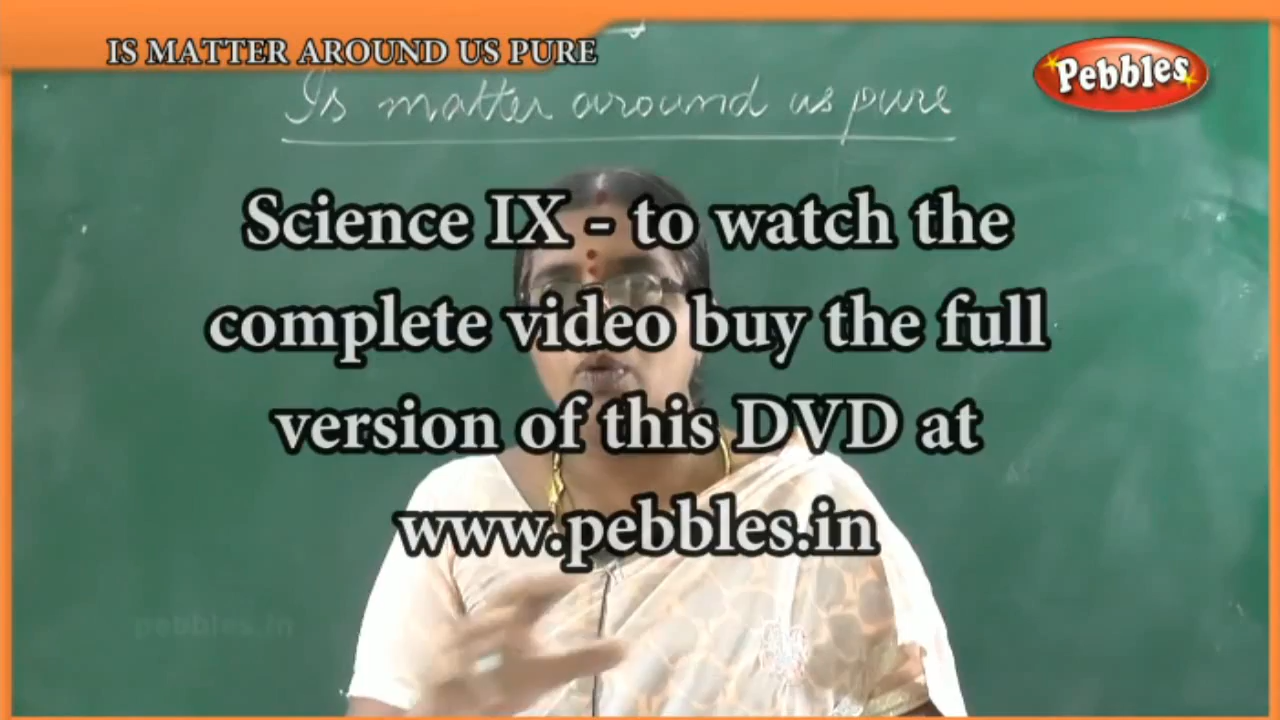 IS MATTER AROUND US PURE
Pebbles
Is matter around us pure
Science IX - to watch the
complete video buy the full
version of this DVD at
www.pebbles.in
pebbles.in